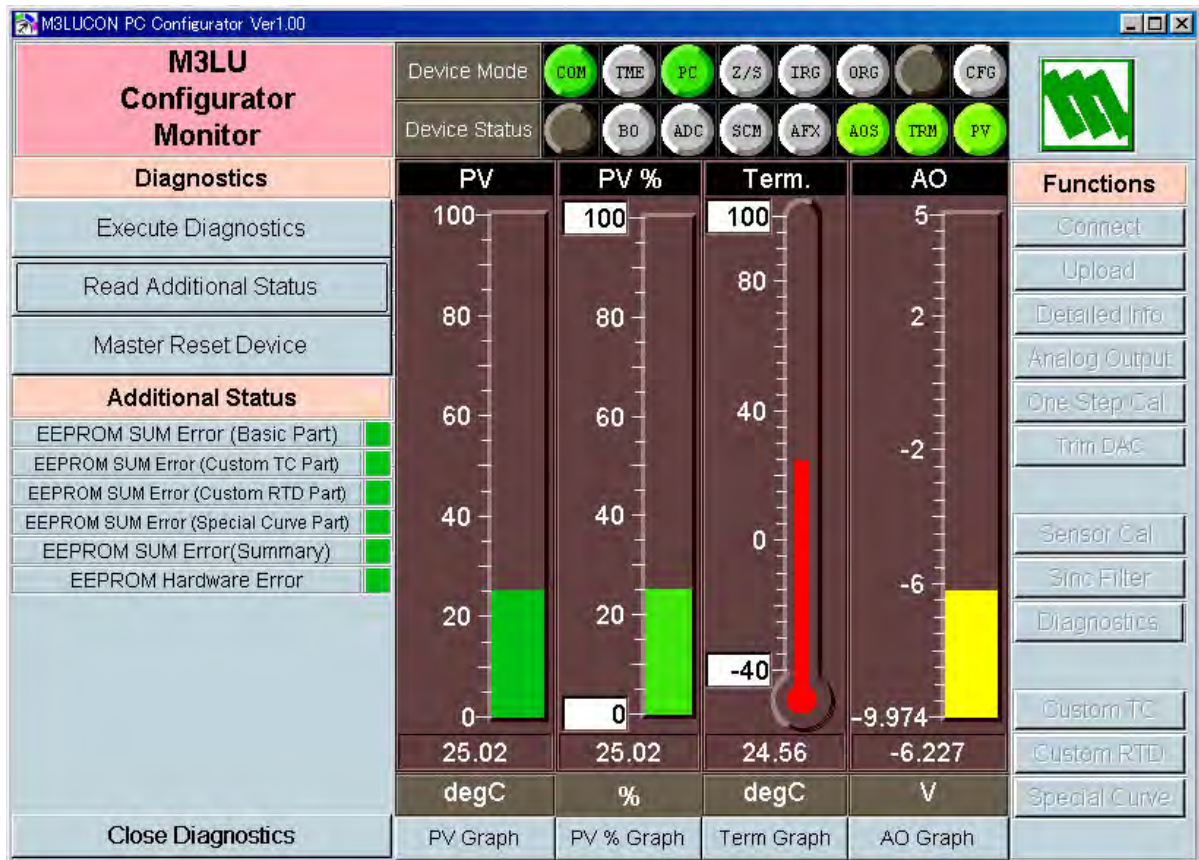 M3LUCON PC Configurator Ver1.00
M3LU
Configurator
Monitor
Device Mode
COM
TME
PC
Z/S
IRG
ORG
CFG
Device Status
BO
ADC
SCM
AFX
AOS
TRM
PV
Diagnostics
Execute Diagnostics
Read Additional Status
Master Reset Device
Additional Status
EEPROM SUM Error (Basic Part)
EEPROM SUM Error (Custom TC Part)
EEPROM SUM Error (Custom RTD Part)
EEPROM SUM Error (Special Curve Part)
EEPROM SUM Error(Summary)
EEPROM Hardware Error
Close Diagnostics
PV
100
80
60
40
20
0
25.02
degC
PV Graph
PV %
100
80
60
40
20
0
25.02
%
PV % Graph
Term.
100
80
40
0
-40
24.56
degC
Term Graph
AO
5
2
-2
-6
-9.974
-6.227
V
AO Graph
Functions
Connect
Upload
Detailed Info
Analog Output
One Step Cal
Trim DAC
Sensor Cal
Sinc Filter
Diagnostics
Custom TC
Custom RTD
Special Curve